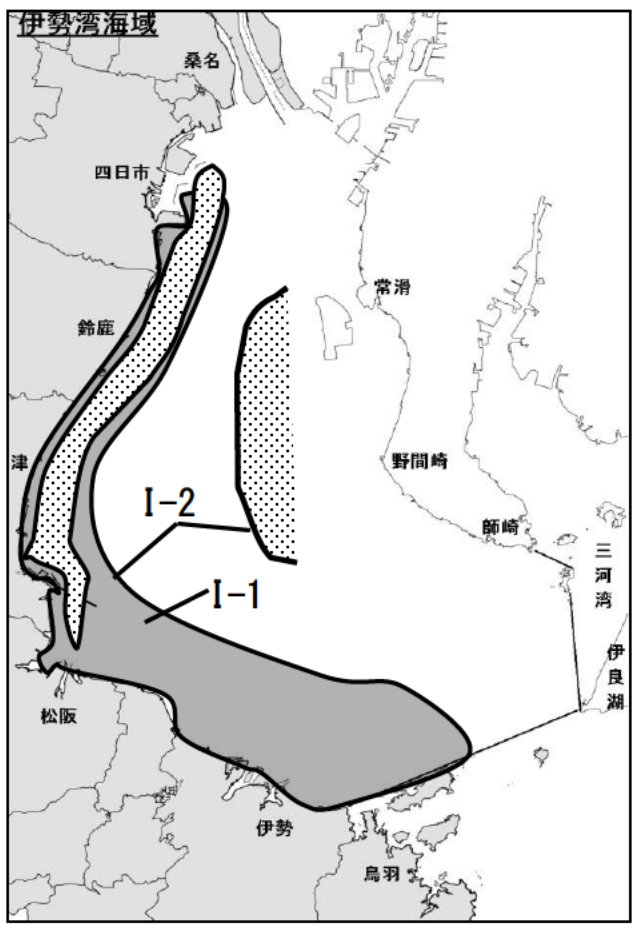 伊勢湾海域
桑名
四日市
常滑
鈴鹿
津
野間崎
I-2
師崎
三河湾
I-1
伊良湖
松阪
伊勢
鳥羽